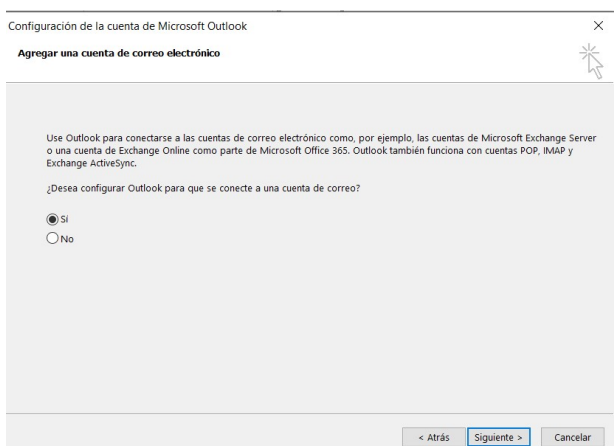 Configuración de la cuenta de Microsoft Outlook
Agregar una cuenta de correo electrónico
Use Outlook para conectarse a las cuentas de correo electrónico como, por ejemplo, las cuentas de Microsoft Exchange Server
o una cuenta de Exchange Online como parte de Microsoft Office 365. Outlook también funciona con cuentas POP, IMAP y
Exchange ActiveSync.
¿Desea configurar Outlook para que se conecte a una cuenta de correo?
Sí
No
< Atrás Siguiente > Cancelar